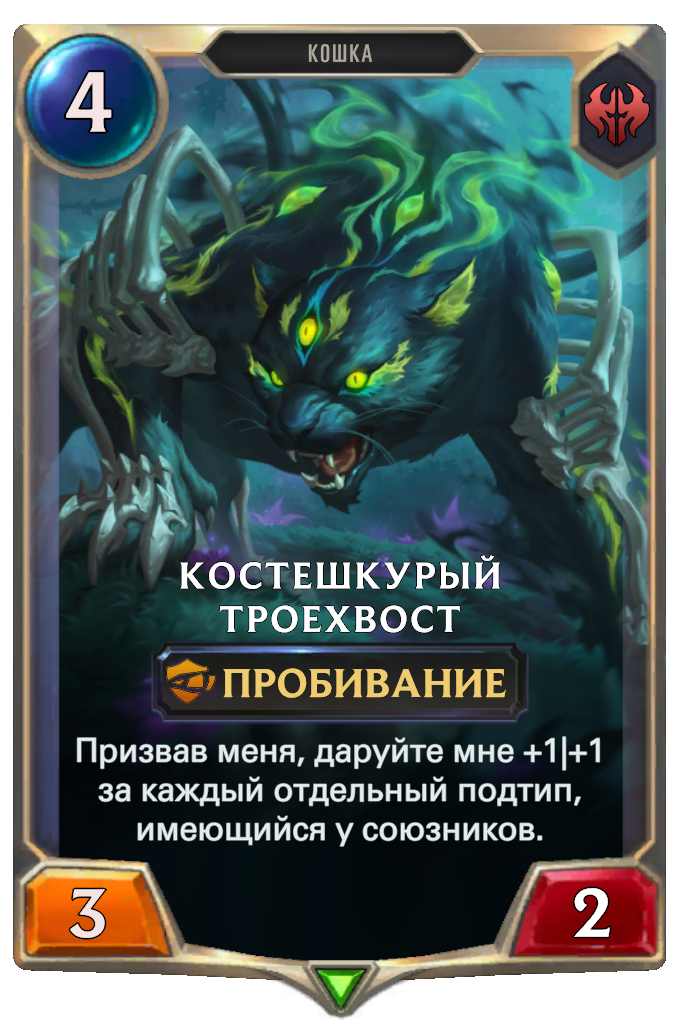 КОШКА
4
КОСТЕШКУРЫЙ
ТРОЕХВОСТ
ПРОБИВАНИЕ
Призвав меня, даруйте мне +1|+1
за каждый отдельный подтип,
имеющийся у союзников.
3
2